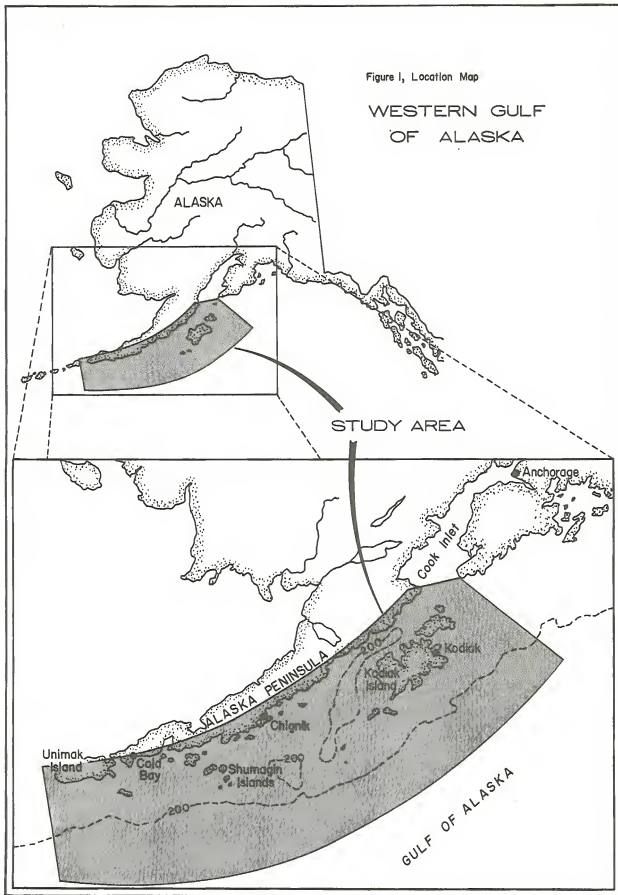 Figure 1, Location Map
WESTERN GULF
OF ALASKA
ALASKA
STUDY AREA
Anchorage
Cook Inlet
200
Kodiak
Kodiak
Island
ALASKA PENINSULA
Chignik
Unimak
Island
Cold
Bay
200
Shumagin
Islands
200
GULF OF ALASKA